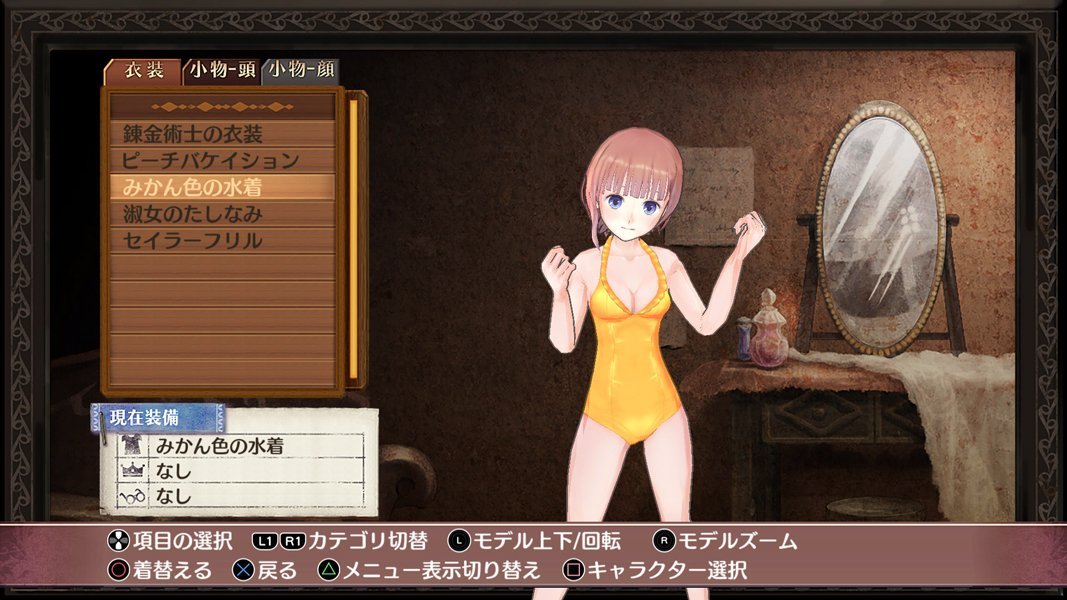 衣装 小物-頭 小物-顔
錬金術士の衣装
ピーチバケイション
みかん色の水着
淑女のたしなみ
セイラーフリル
現在装備
みかん色の水着
なし
なし
項目の選択 L1 R1 カテゴリ切替 L モデル上下/回転 R モデルズーム
着替える 戻る メニュー表示切り替え キャラクター選択